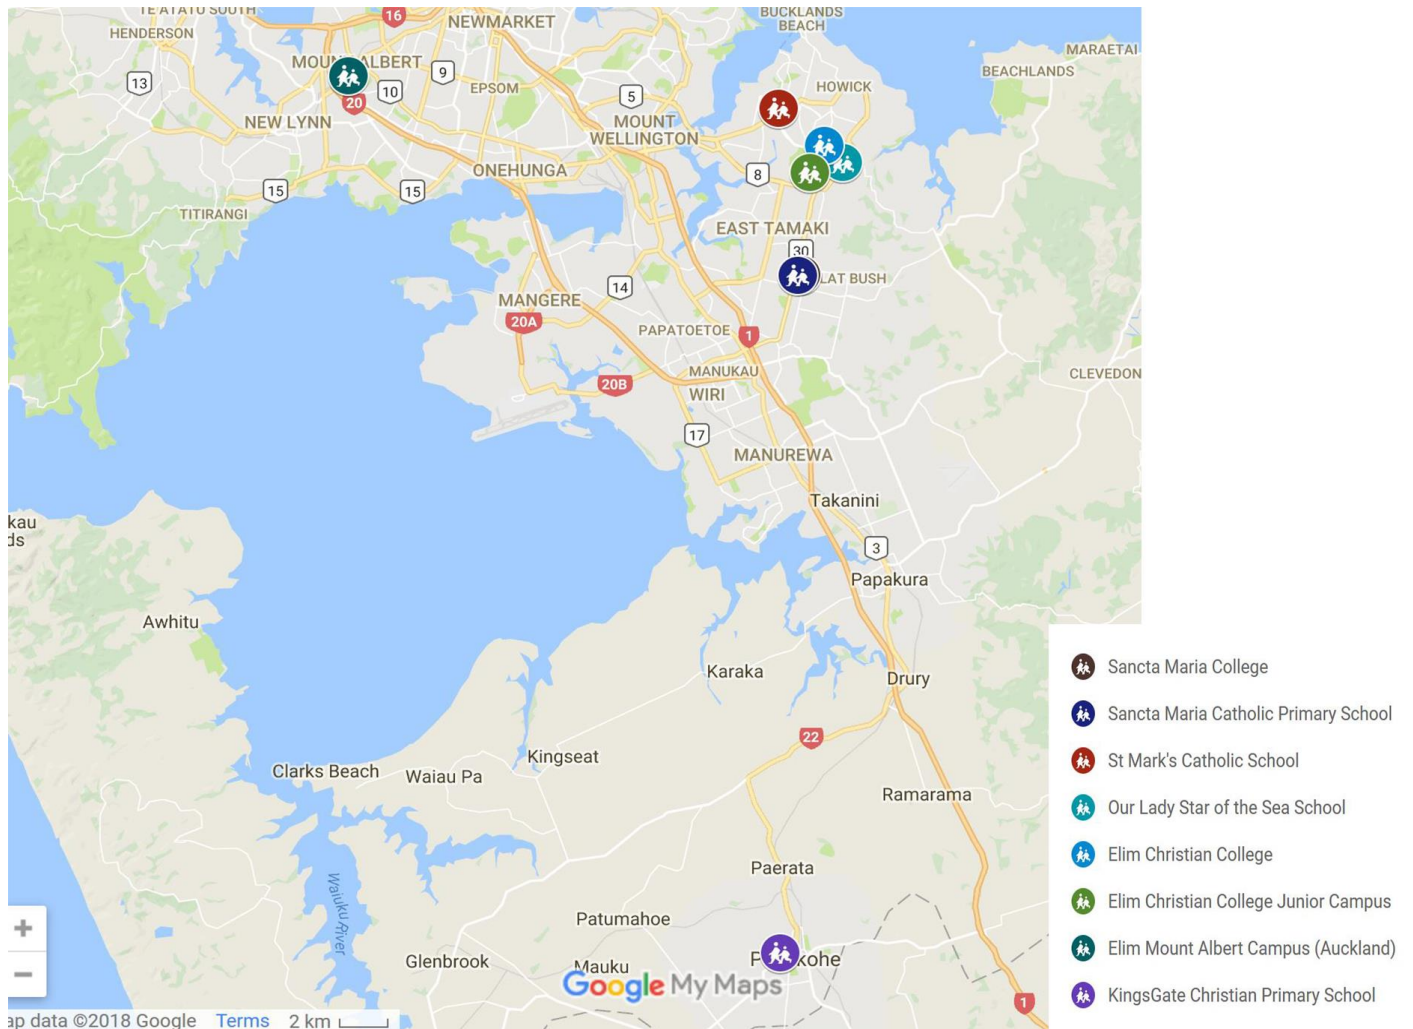 TE ATATU SOUTH
16
NEWMARKET
BUCKLANDS
BEACH
HENDERSON
MARAETAI
MOUNT ALBERT
9
BEACHLANDS
13
10
EPSOM
HOWICK
5
20
NEW LYNN
MOUNT
WELLINGTON
ONEHUNGA
8
15
15
TITIRANGI
EAST TAMAKI
30
LAT BUSH
14
MANGERE
20A
PAPATOETOE
1
MANUKAU
CLEVEDON
20B
WIRI
17
MANUREWA
Takanini
kau
ds
3
Papakura
Awhitu
Karaka
Drury
22
Kingseat
Clarks Beach
Waiau Pa
Ramarama
Paerata
Waiuku River
Patumahoe
Glenbrook
Mauku
P kohe
Google My Maps
1
+
−
ap data ©2018 Google Terms 2 km
Sancta Maria College
Sancta Maria Catholic Primary School
St Mark's Catholic School
Our Lady Star of the Sea School
Elim Christian College
Elim Christian College Junior Campus
Elim Mount Albert Campus (Auckland)
KingsGate Christian Primary School